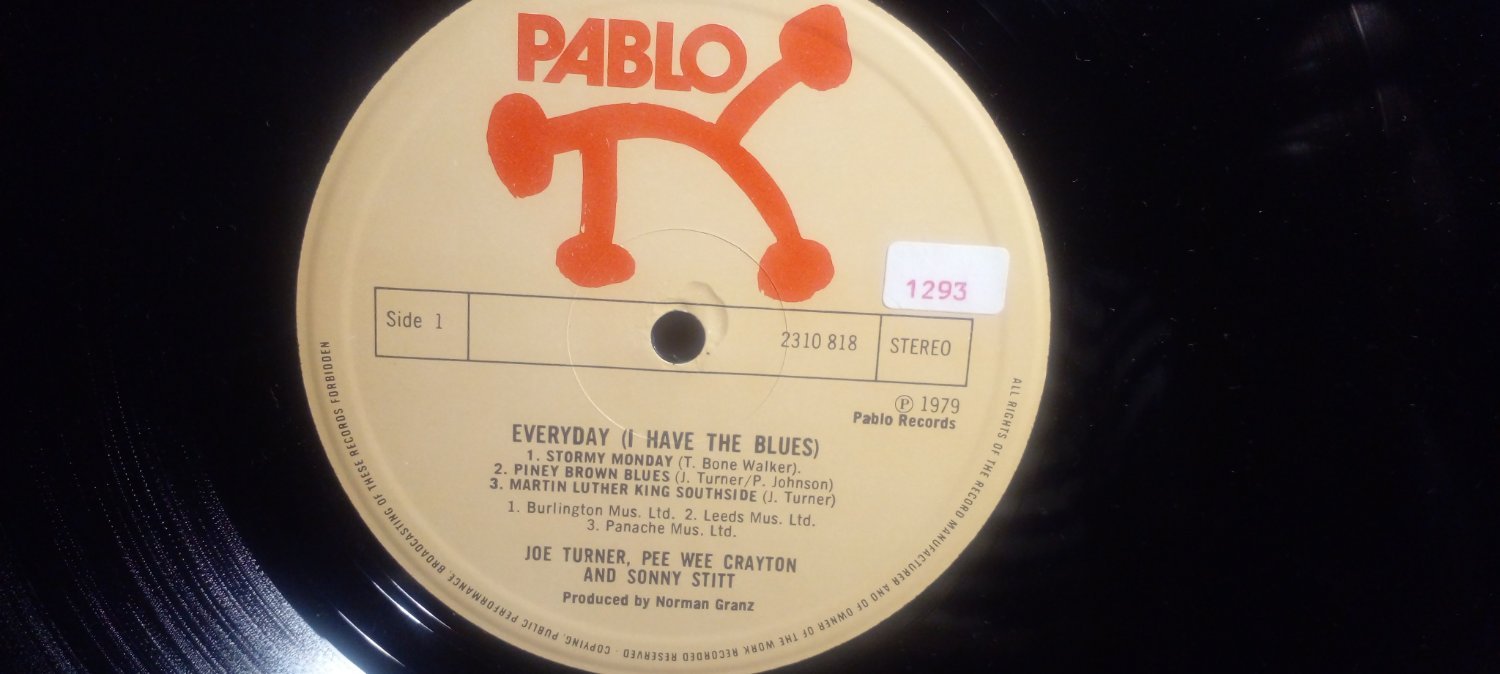 PABLO
1293
Side 1
2310 818
STEREO
Ⓟ 1979
Pablo Records
EVERYDAY (I HAVE THE BLUES)
1. STORMY MONDAY (T. Bone Walker).
2. PINEY BROWN BLUES (J. Turner/P. Johnson)
3. MARTIN LUTHER KING SOUTHSIDE (J. Turner)
1. Burlington Mus. Ltd. 2. Leeds Mus. Ltd.
3. Panache Mus. Ltd.
JOE TURNER, PEE WEE CRAYTON
AND SONNY STITT
Produced by Norman Granz
ALL RIGHTS OF THE RECORD MANUFACTURER AND OF OWNER OF THE WORK RECORDED RESERVED · COPYING, PUBLIC PERFORMANCE, BROADCASTING OF THESE RECORDS FORBIDDEN